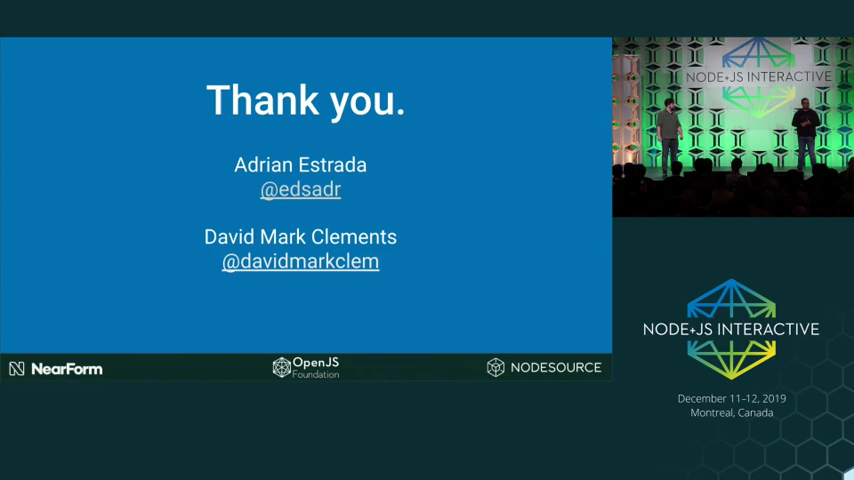 Thank you.
Adrian Estrada
@edsadr
David Mark Clements
@davidmarkclem
NearForm
OpenJS
Foundation
NODESOURCE
NODE+JS INTERACTIVE
NODE+JS INTERACTIVE
December 11–12, 2019
Montreal, Canada